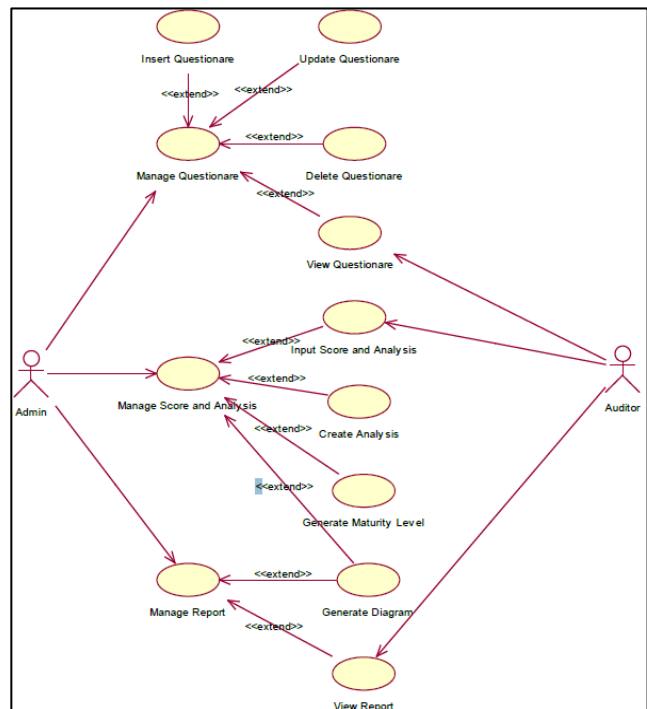 Insert Questionare
Update Questionare
<<extend>>
<<extend>>
<<extend>>
Manage Questionare
Delete Questionare
<<extend>>
View Questionare
<<extend>>
Input Score and Analysis
<<extend>>
Admin
Manage Score and Analysis
Auditor
<<extend>>
Create Analysis
<<extend>>
Generate Maturity Level
<<extend>>
Manage Report
Generate Diagram
<<extend>>
View Report